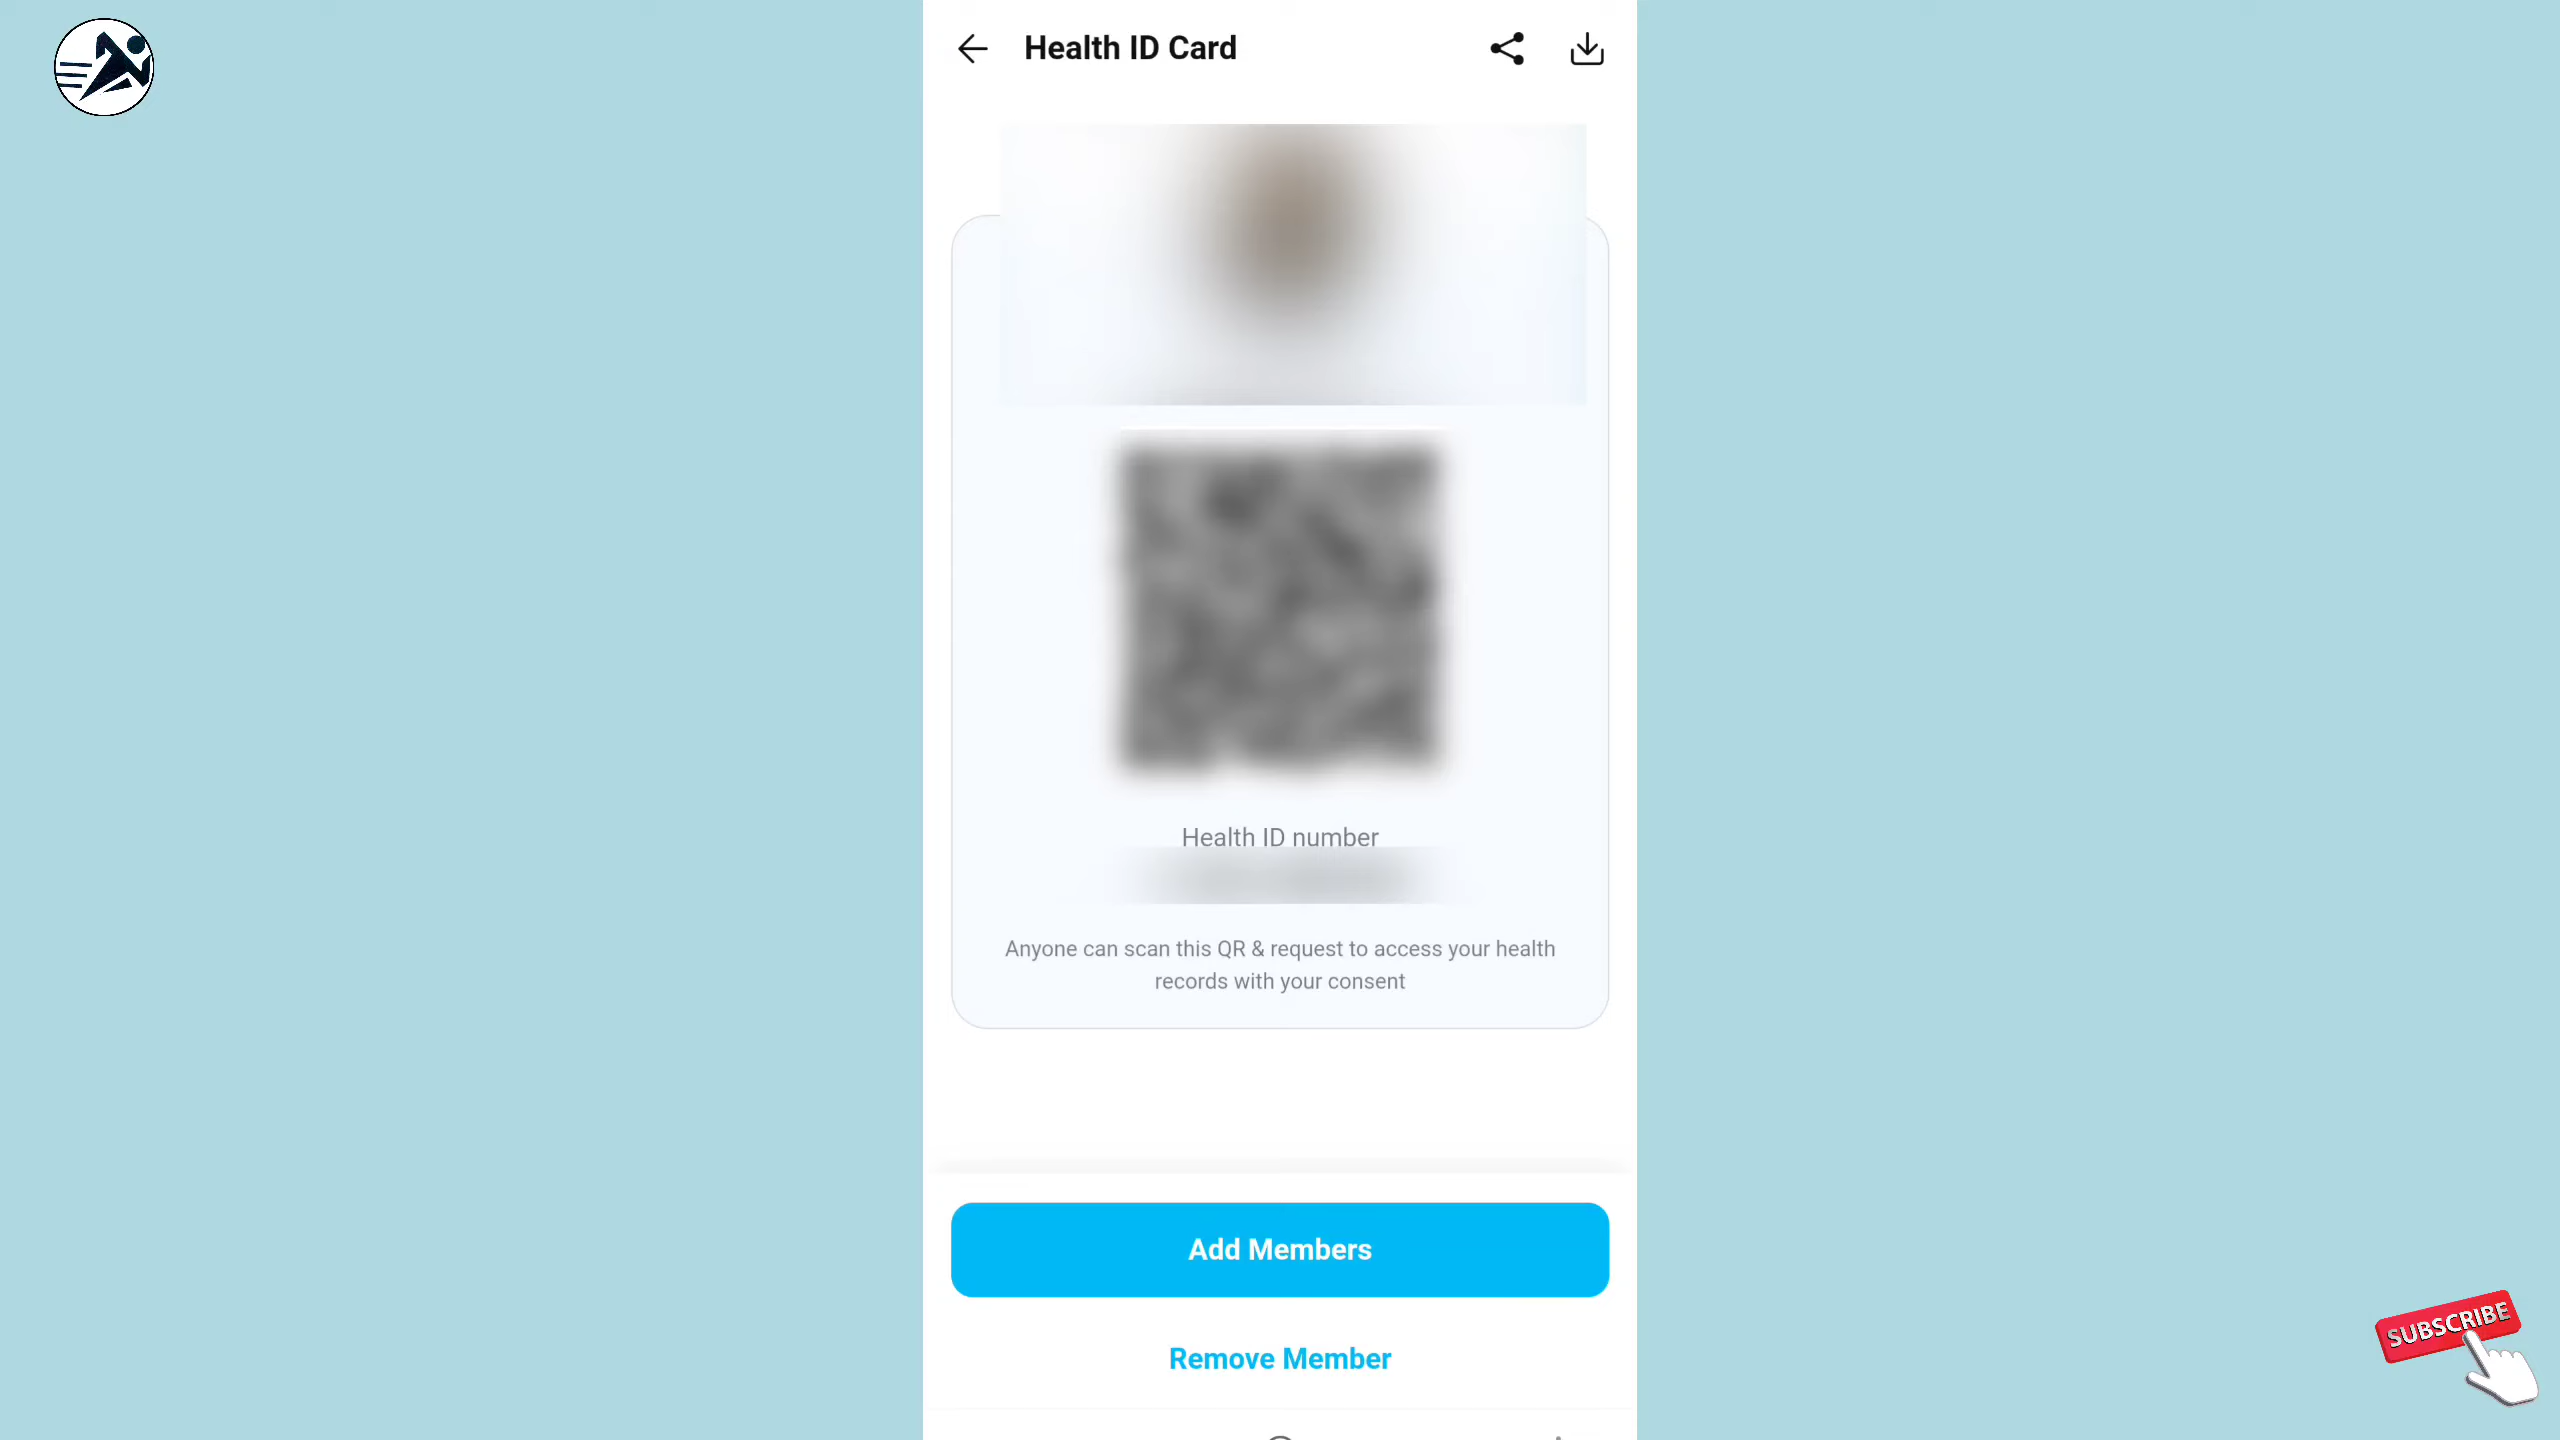 Health ID Card
Health ID number
Anyone can scan this QR & request to access your health
records with your consent
Add Members
Remove Member
SUBSCRIBE